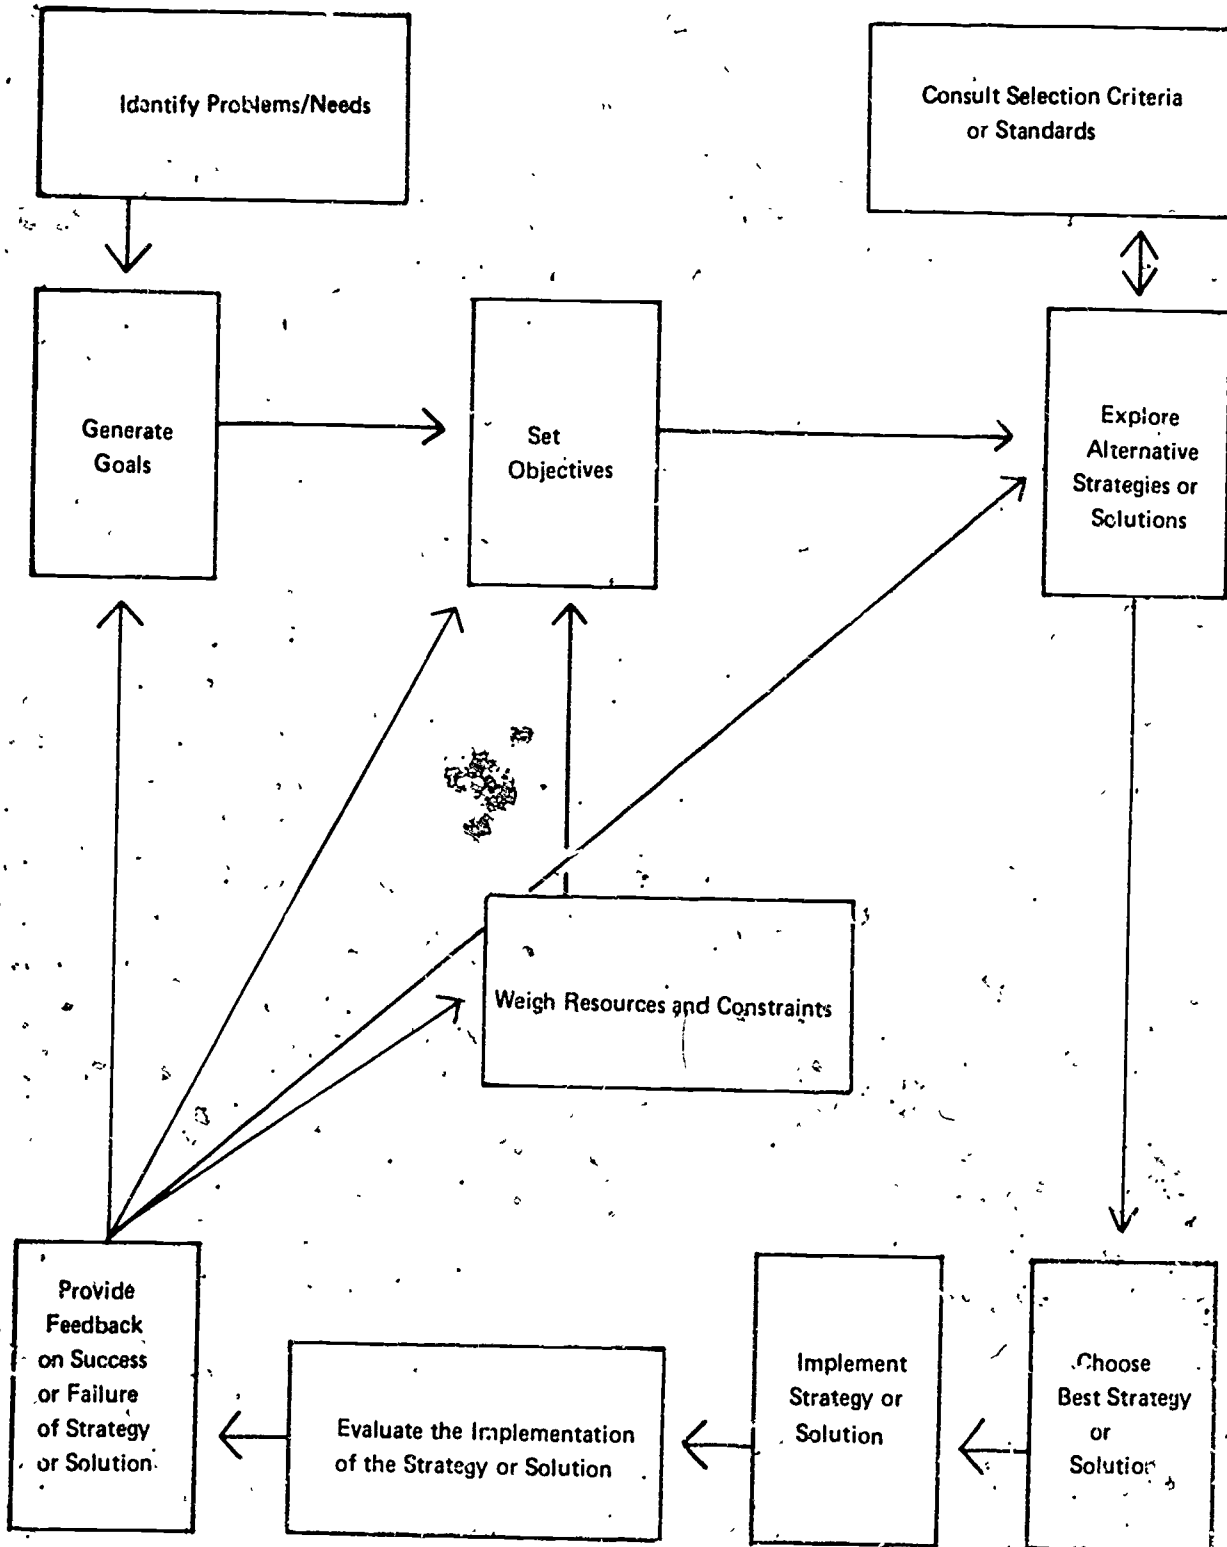 Identify Problems/Needs
Consult Selection Criteria
or Standards
Generate
Goals
Set
Objectives
Explore
Alternative
Strategies or
Solutions
Weigh Resources and Constraints
Provide
Feedback
on Success
or Failure
of Strategy
or Solution
Evaluate the Implementation
of the Strategy or Solution
Implement
Strategy or
Solution
Choose
Best Strategy
or
Solution